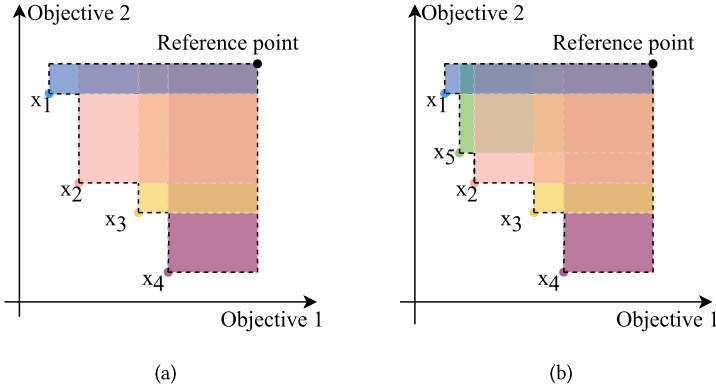 Objective 2
Reference point
x1
x2
x3
x4
Objective 1
(a)
Objective 2
Reference point
x1
x5
x2
x3
x4
Objective 1
(b)